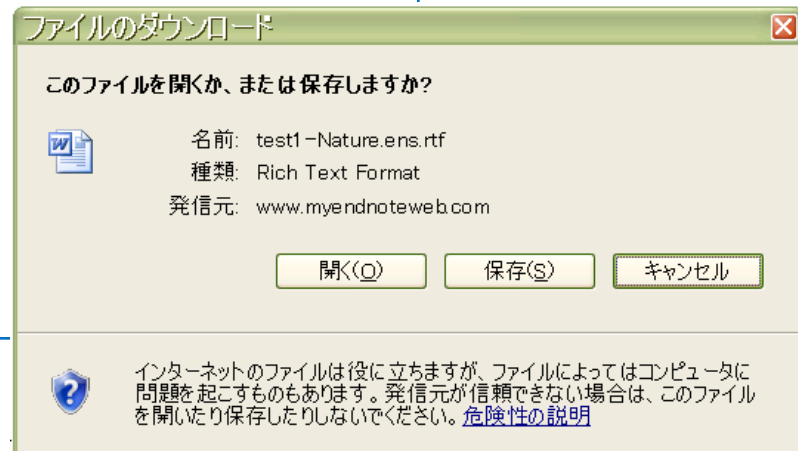 ファイルのダウンロード
このファイルを開くか、または保存しますか?
名前: test1-Nature.ens.rtf
種類: Rich Text Format
発信元: www.myendnoteweb.com
開く(O) 保存(S) キャンセル
インターネットのファイルは役に立ちますが、ファイルによってはコンピュータに
問題を起こすものもあります。発信元が信頼できない場合は、このファイル
を開いたり保存したりしないでください。危険性の説明